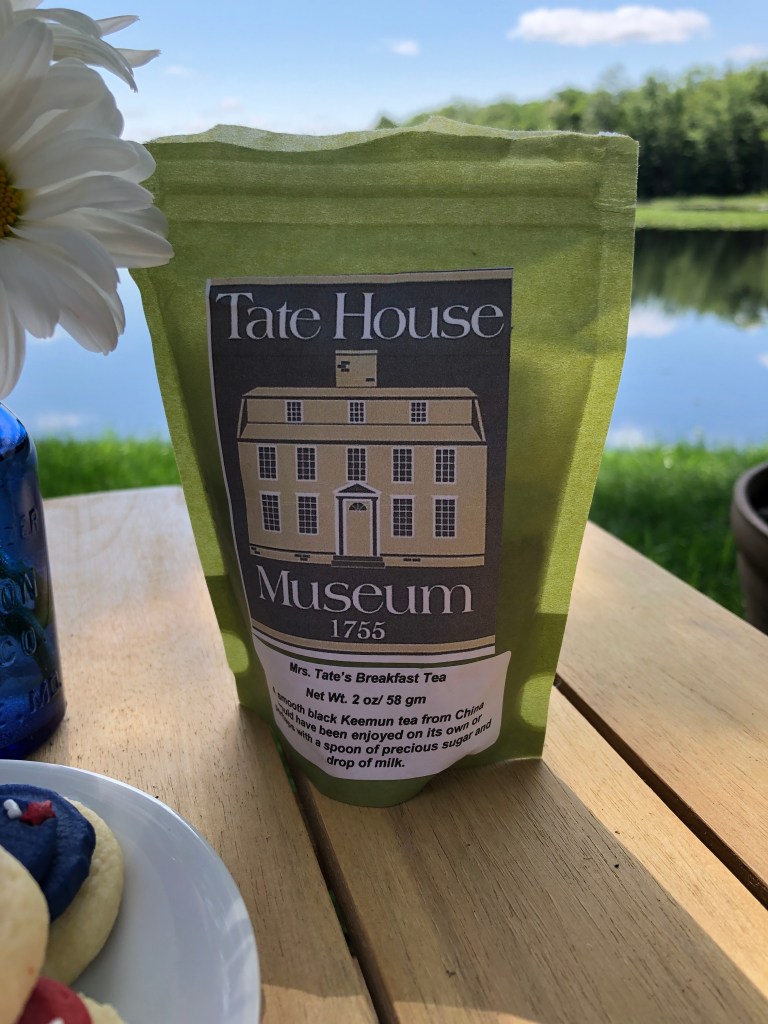 Tate House
Museum
1755
Mrs. Tate's Breakfast Tea
Net Wt. 2 oz/ 58 gm
smooth black Keemun tea from China
have been enjoyed on its own or
with a spoon of precious sugar and
drop of milk.